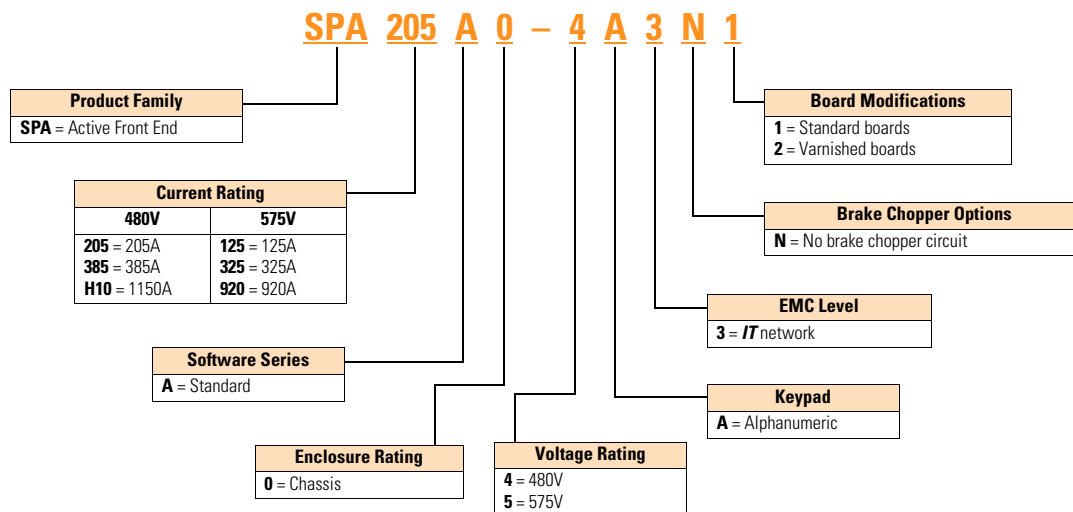 SPA 205 A 0 – 4 A 3 N 1
Product Family
SPA = Active Front End
Board Modifications
1 = Standard boards
2 = Varnished boards
Current Rating
480V 575V
205 = 205A 125 = 125A
385 = 385A 325 = 325A
H10 = 1150A 920 = 920A
Brake Chopper Options
N = No brake chopper circuit
EMC Level
3 = IT network
Software Series
A = Standard
Keypad
A = Alphanumeric
Enclosure Rating
0 = Chassis
Voltage Rating
4 = 480V
5 = 575V